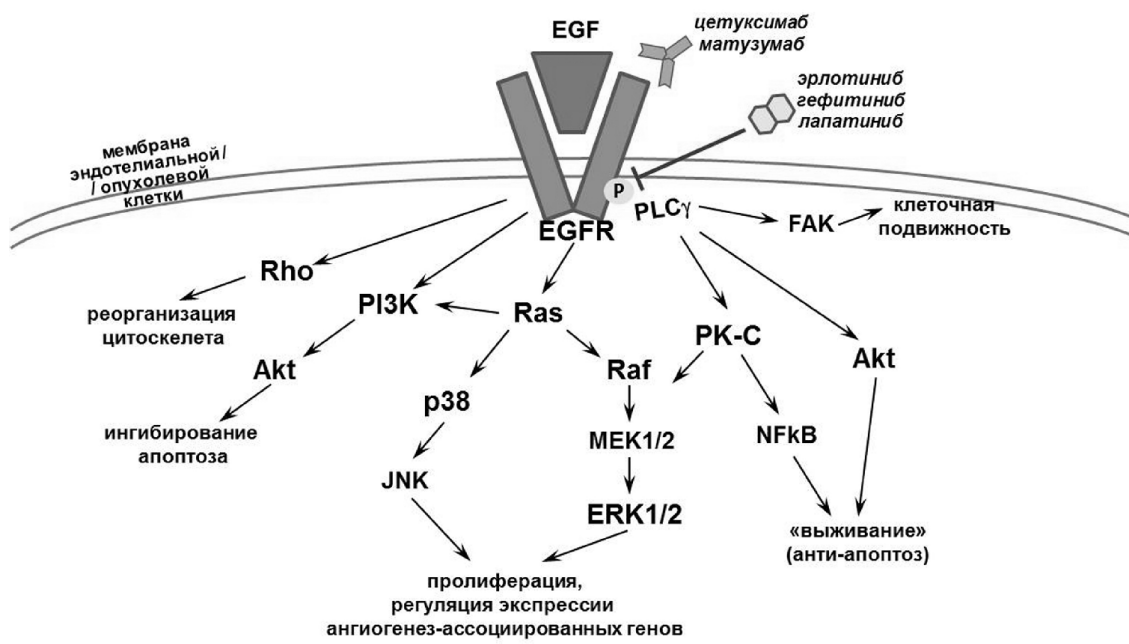 EGF
цетуксимаб
матузумаб
эрлотиниб
гефитиниб
лапатиниб
мембрана
эндотелиальной/
/ опухолевой
клетки
P
PLCγ
EGFR
FAK
клеточная
подвижность
Rho
реорганизация
цитоскелета
PI3K
Ras
PK-C
Akt
Raf
Akt
p38
ингибирование
апоптоза
MEK1/2
NFkB
JNK
ERK1/2
«выживание»
(анти-апоптоз)
пролиферация,
регуляция экспрессии
ангиогенез-ассоциированных генов